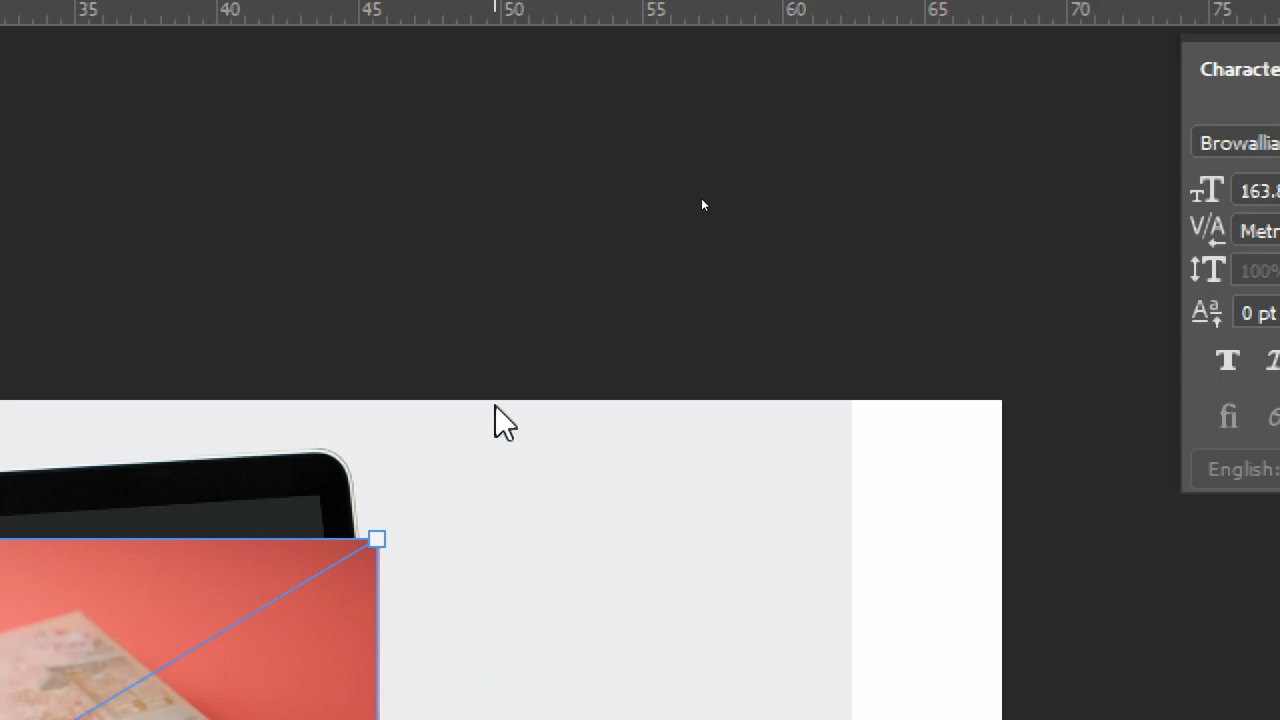 35 40 45 50 55 60 65 70 75
Characte
Browallia
163.8
Metr
100%
0 pt
T
fi
English: